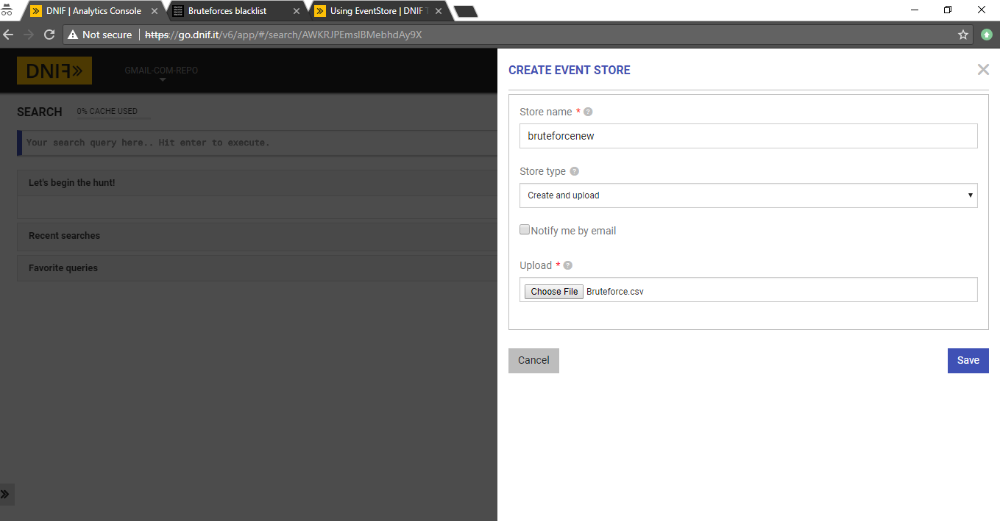 DNIF | Analytics Console
Bruteforces blacklist
Using EventStore | DNIF T
Not secure | https://go.dnif.it/v6/app/#/search/AWKRJPEmslBMebhdAy9X
DNIF»
GMAIL-COM-REPO
SEARCH
0% CACHE USED
Your search query here.. Hit enter to execute.
Let's begin the hunt!
Recent searches
Favorite queries
CREATE EVENT STORE
Store name * ?
bruteforcenew
Store type ?
Create and upload
Notify me by email
Upload * ?
Choose File Bruteforce.csv
Cancel
Save